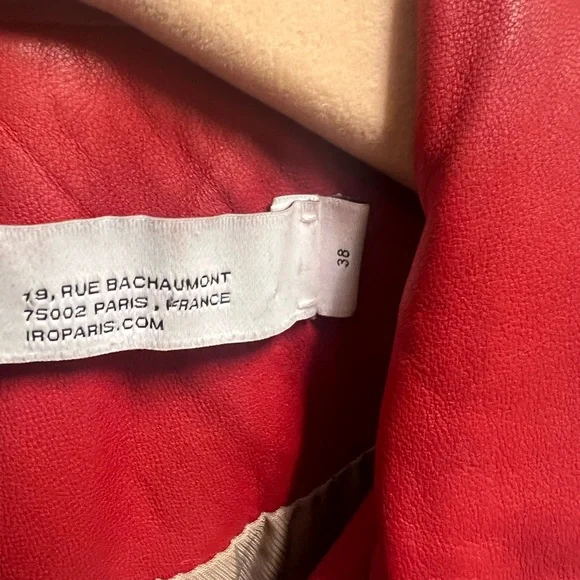 19, RUE BACHAUMONT
75002 PARIS, FRANCE
IROPARIS.COM
38